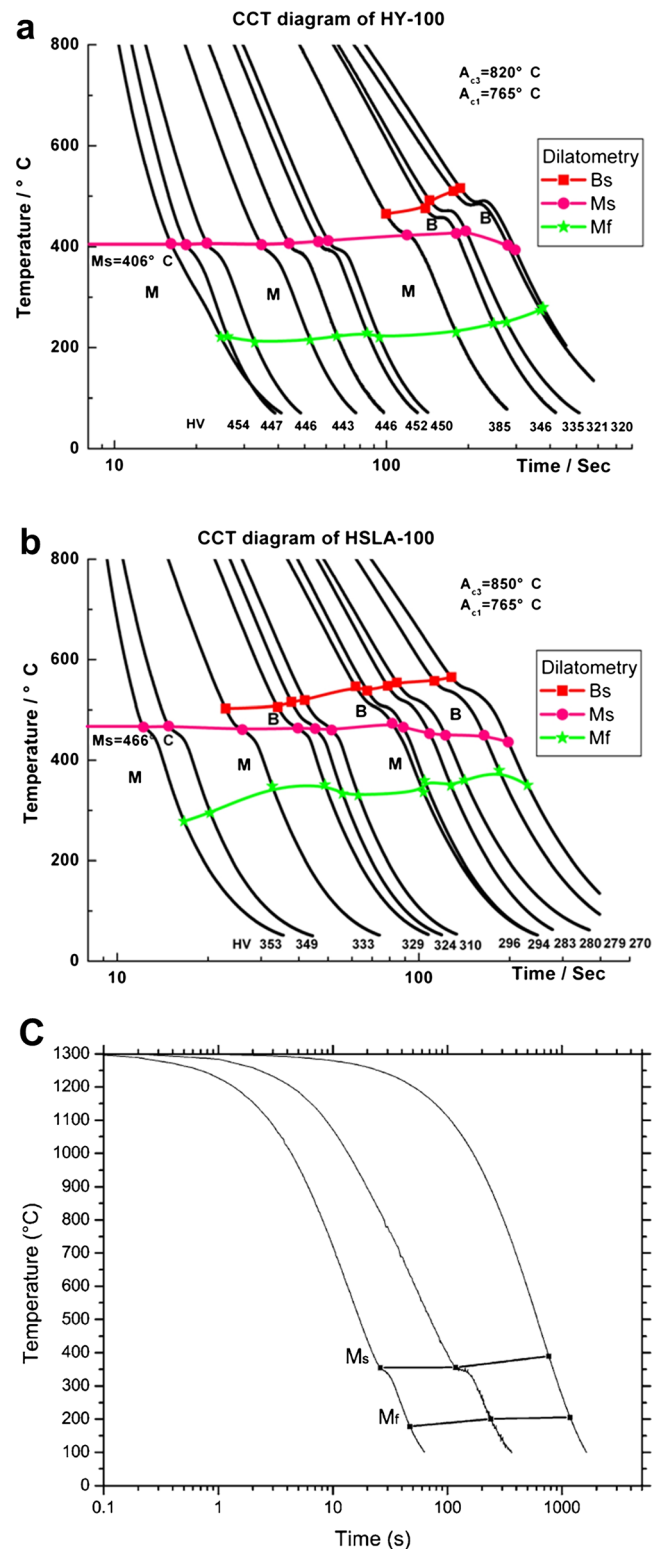 a
CCT diagram of HY-100
800
600
400
200
0
Temperature / ° C
A c3 =820° C
A c1 =765° C
Dilatometry
Bs
Ms
Mf
B
B
Ms=406° C
M
M
M
HV 454 447 446 443 446 452 450 385 346 335 321 320
10 100
Time / Sec
b
CCT diagram of HSLA-100
800
600
400
200
0
Temperature / ° C
A c3 =850° C
A c1 =765° C
Dilatometry
Bs
Ms
Mf
B
B
B
Ms=466° C
M
M
M
HV 353 349 333 329 324 310 296 294 283 280 279 270
10 100
Time / Sec
C
1300
1200
1100
1000
900
800
700
600
500
400
300
200
100
0
Temperature (°C)
Ms
Mf
0.1 1 10 100 1000
Time (s)